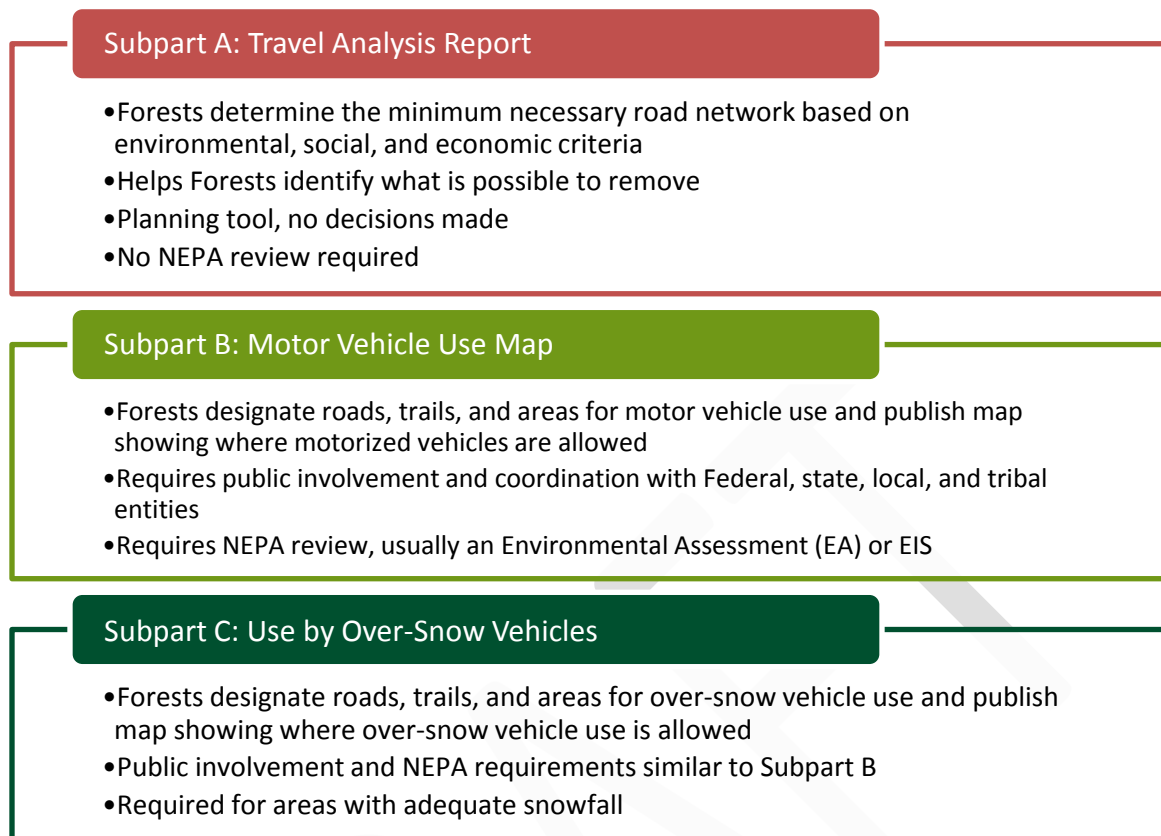 Subpart A: Travel Analysis Report
•Forests determine the minimum necessary road network based on
environmental, social, and economic criteria
•Helps Forests identify what is possible to remove
•Planning tool, no decisions made
•No NEPA review required
Subpart B: Motor Vehicle Use Map
•Forests designate roads, trails, and areas for motor vehicle use and publish map
showing where motorized vehicles are allowed
•Requires public involvement and coordination with Federal, state, local, and tribal
entities
•Requires NEPA review, usually an Environmental Assessment (EA) or EIS
Subpart C: Use by Over-Snow Vehicles
•Forests designate roads, trails, and areas for over-snow vehicle use and publish
map showing where over-snow vehicle use is allowed
•Public involvement and NEPA requirements similar to Subpart B
•Required for areas with adequate snowfall